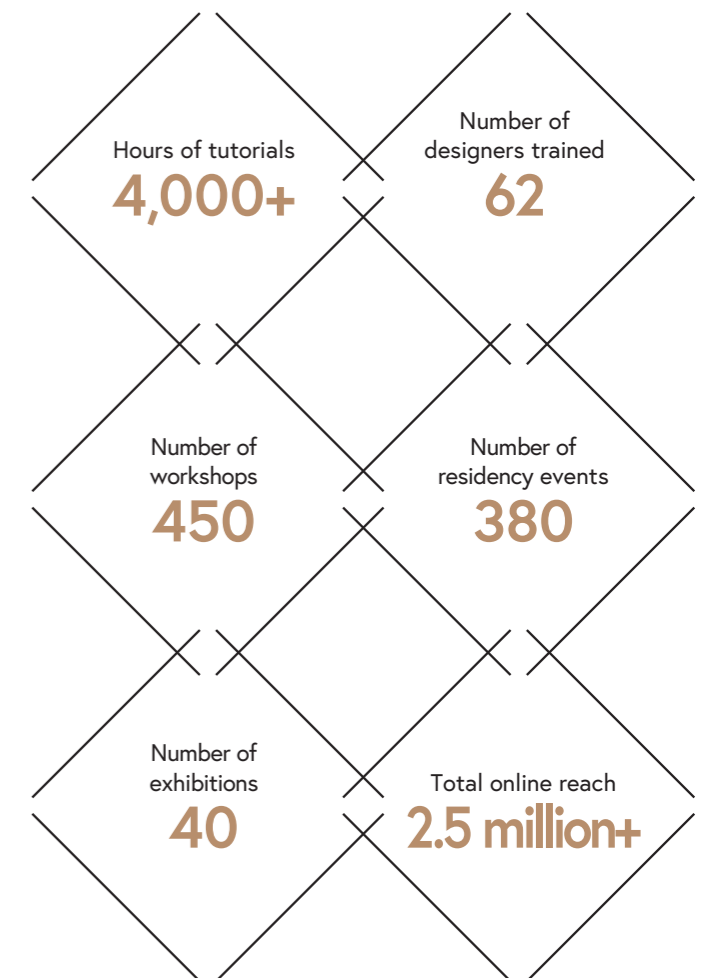 Hours of tutorials
4,000+
Number of
designers trained
62
Number of
workshops
450
Number of
residency events
380
Number of
exhibitions
40
Total online reach
2.5 million+